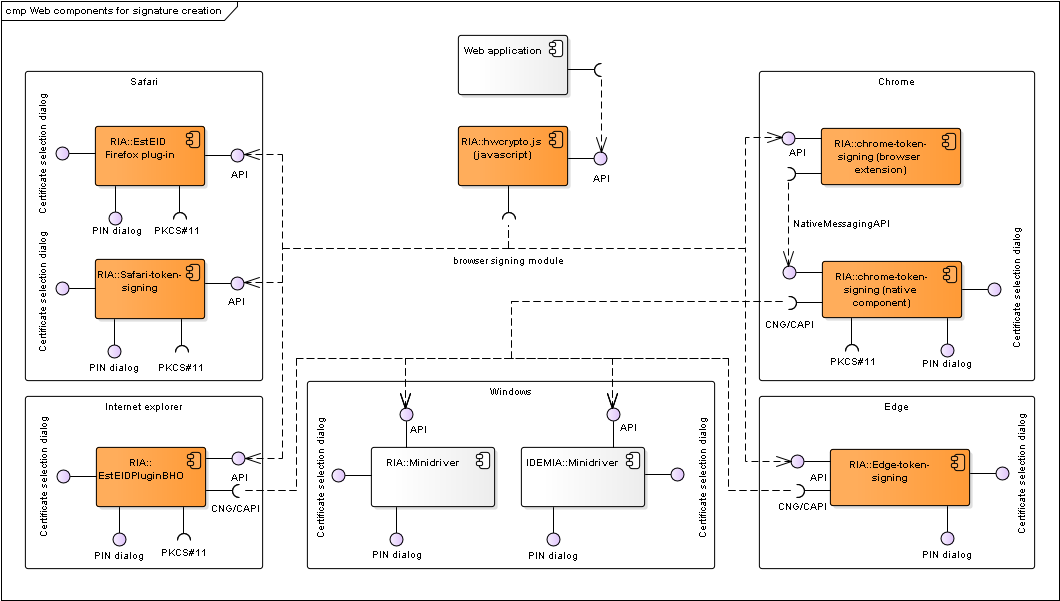 cmp Web components for signature creation
Web application
RIA::hwcrypto.js
(javascript)
API
browser signing module
Safari
Certificate selection dialog
RIA::EstEID
Firefox plug-in
API
PIN dialog
PKCS#11
Certificate selection dialog
RIA::Safari-token-
signing
API
PIN dialog
PKCS#11
Chrome
API
RIA::chrome-token-
signing (browser
extension)
NativeMessagingAPI
RIA::chrome-token-
signing (native
component)
CNG/CAPI
PKCS#11
PIN dialog
Certificate selection dialog
Internet explorer
Certificate selection dialog
RIA::
EstEIDPluginBHO
API
CNG/CAPI
PIN dialog
PKCS#11
Windows
Certificate selection dialog
API
RIA::Minidriver
PIN dialog
API
IDEMIA::Minidriver
PIN dialog
Certificate selection dialog
Edge
API
CNG/CAPI
RIA::Edge-token-
signing
PIN dialog
Certificate selection dialog